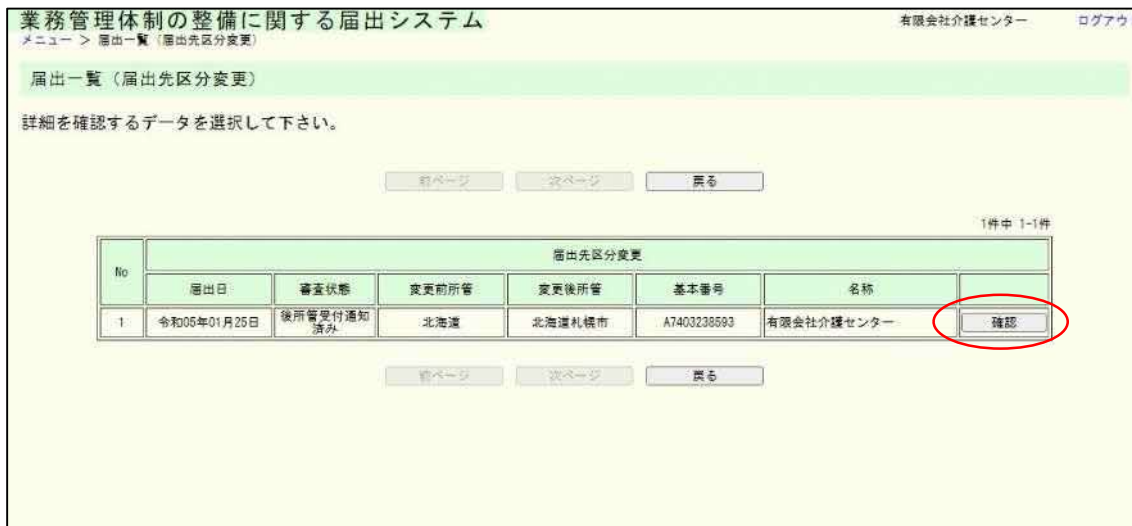 業務管理体制の整備に関する届出システム
有限会社介護センター ログアウ
メニュー > 届出一覧（届出先区分変更）
届出一覧（届出先区分変更）
詳細を確認するデータを選択して下さい。
前ページ 次ページ 戻る
1件中 1-1件
No 届出先区分変更
届出日 審査状態 変更前所管 変更後所管 基本番号 名称
1 令和05年01月25日 後所管受付通知済み 北海道 北海道札幌市 A7403238593 有限会社介護センター 確認
前ページ 次ページ 戻る